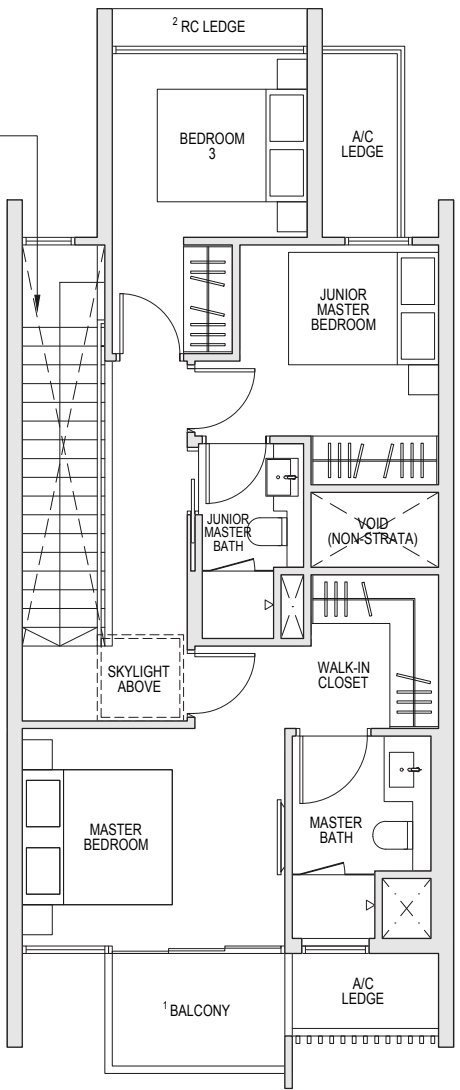 ² RC LEDGE
BEDROOM
3
A/C
LEDGE
JUNIOR
MASTER
BEDROOM
JUNIOR
MASTER
BATH
VOID
(NON-STRATA)
SKYLIGHT
ABOVE
WALK-IN
CLOSET
MASTER
BEDROOM
MASTER
BATH
¹ BALCONY
A/C
LEDGE